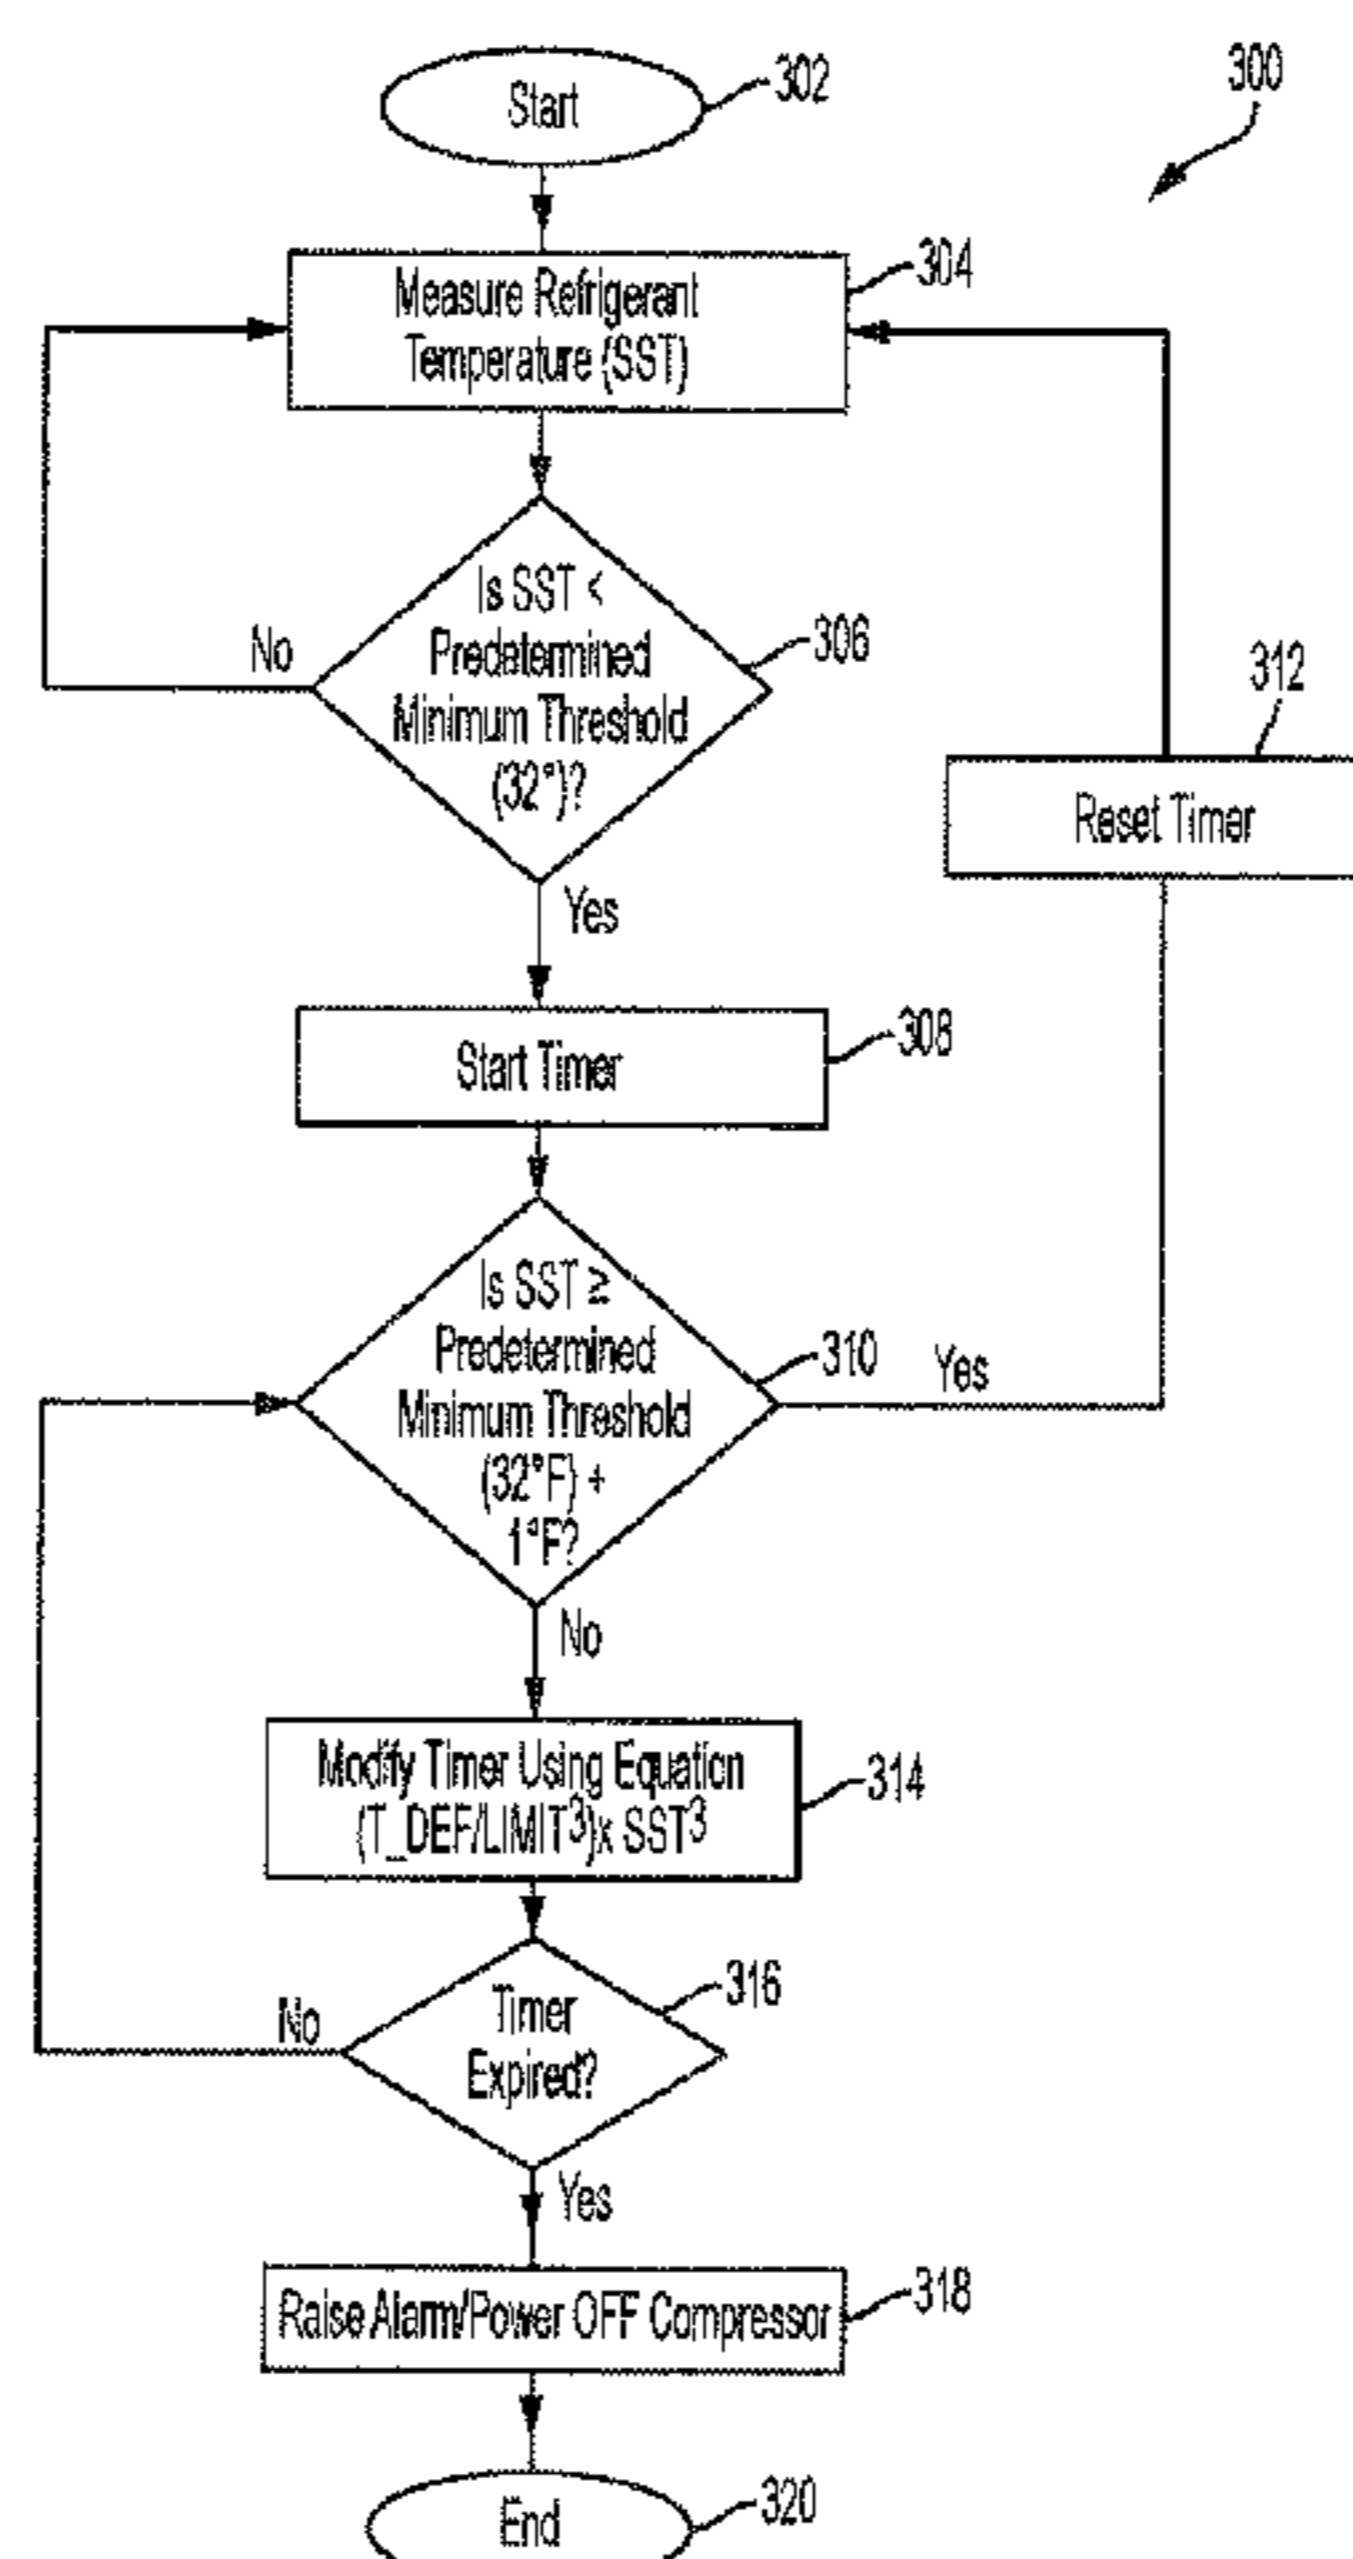 Start
302
300
Measure Refrigerant
Temperature (SST)
304
Is SST <
Predetermined
Minimum Threshold
(32°)?
306
No
Yes
312
Reset Timer
Start Timer
308
Is SST ≥
Predetermined
Minimum Threshold
(32°F) +
1°F?
310
Yes
No
Modify Timer Using Equation
(T_DEF/LIMIT³)x SST³
314
Timer
Expired?
316
No
Yes
Raise Alarm/Power OFF Compressor
318
End
320